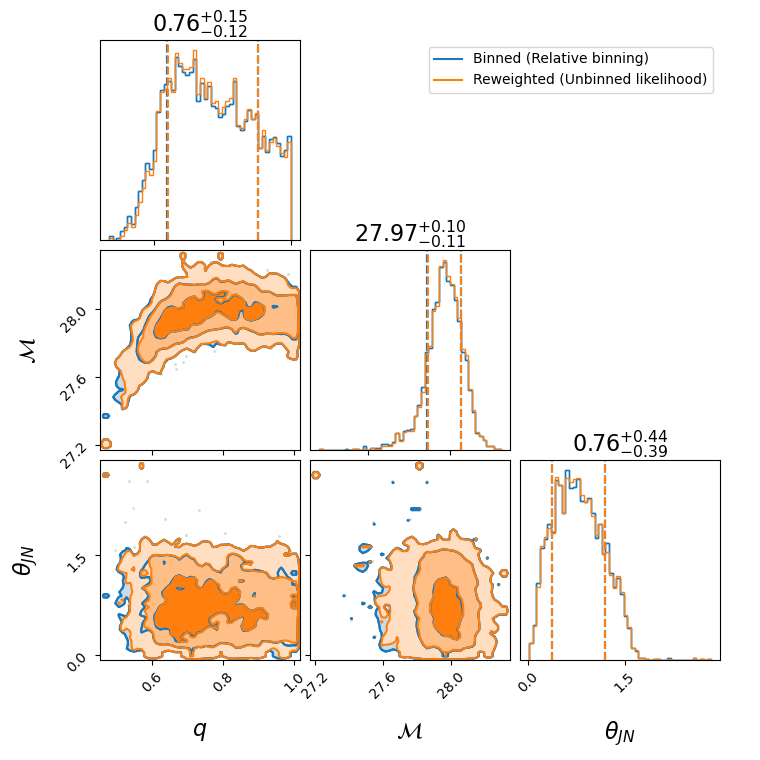 0.76+0.15−0.12
Binned (Relative binning)
Reweighted (Unbinned likelihood)
27.97+0.10−0.11
ℳ
28.0
27.6
27.2
0.76+0.44−0.39
θJN
1.5
0.0
0.6 0.8 1.0 27.2 27.6 28.0 0.0 1.5
q ℳ θJN